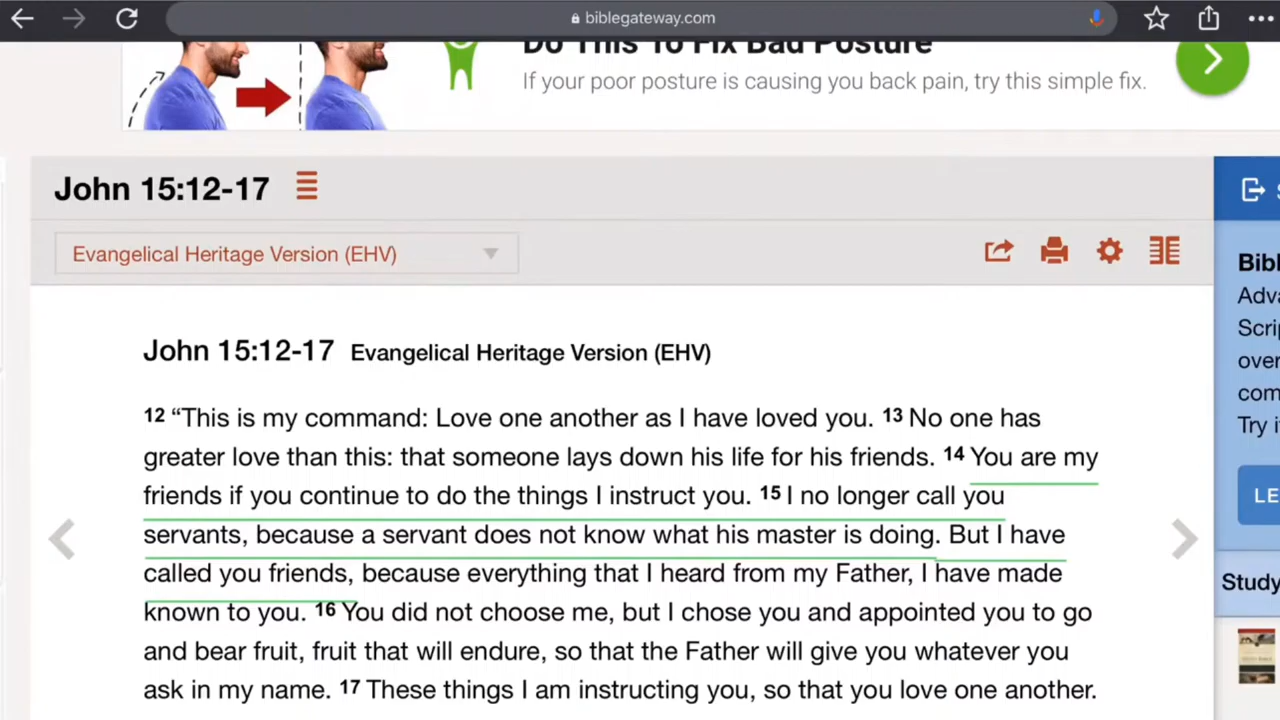 biblegateway.com
Do This To Fix Bad Posture
If your poor posture is causing you back pain, try this simple fix.
John 15:12-17
Evangelical Heritage Version (EHV)
John 15:12-17 Evangelical Heritage Version (EHV)
12 “This is my command: Love one another as I have loved you. 13 No one has
greater love than this: that someone lays down his life for his friends. 14 You are my
friends if you continue to do the things I instruct you. 15 I no longer call you
servants, because a servant does not know what his master is doing. But I have
called you friends, because everything that I heard from my Father, I have made
known to you. 16 You did not choose me, but I chose you and appointed you to go
and bear fruit, fruit that will endure, so that the Father will give you whatever you
ask in my name. 17 These things I am instructing you, so that you love one another.
Bibl
Adva
Scri
over
com
Try i
LE
Study